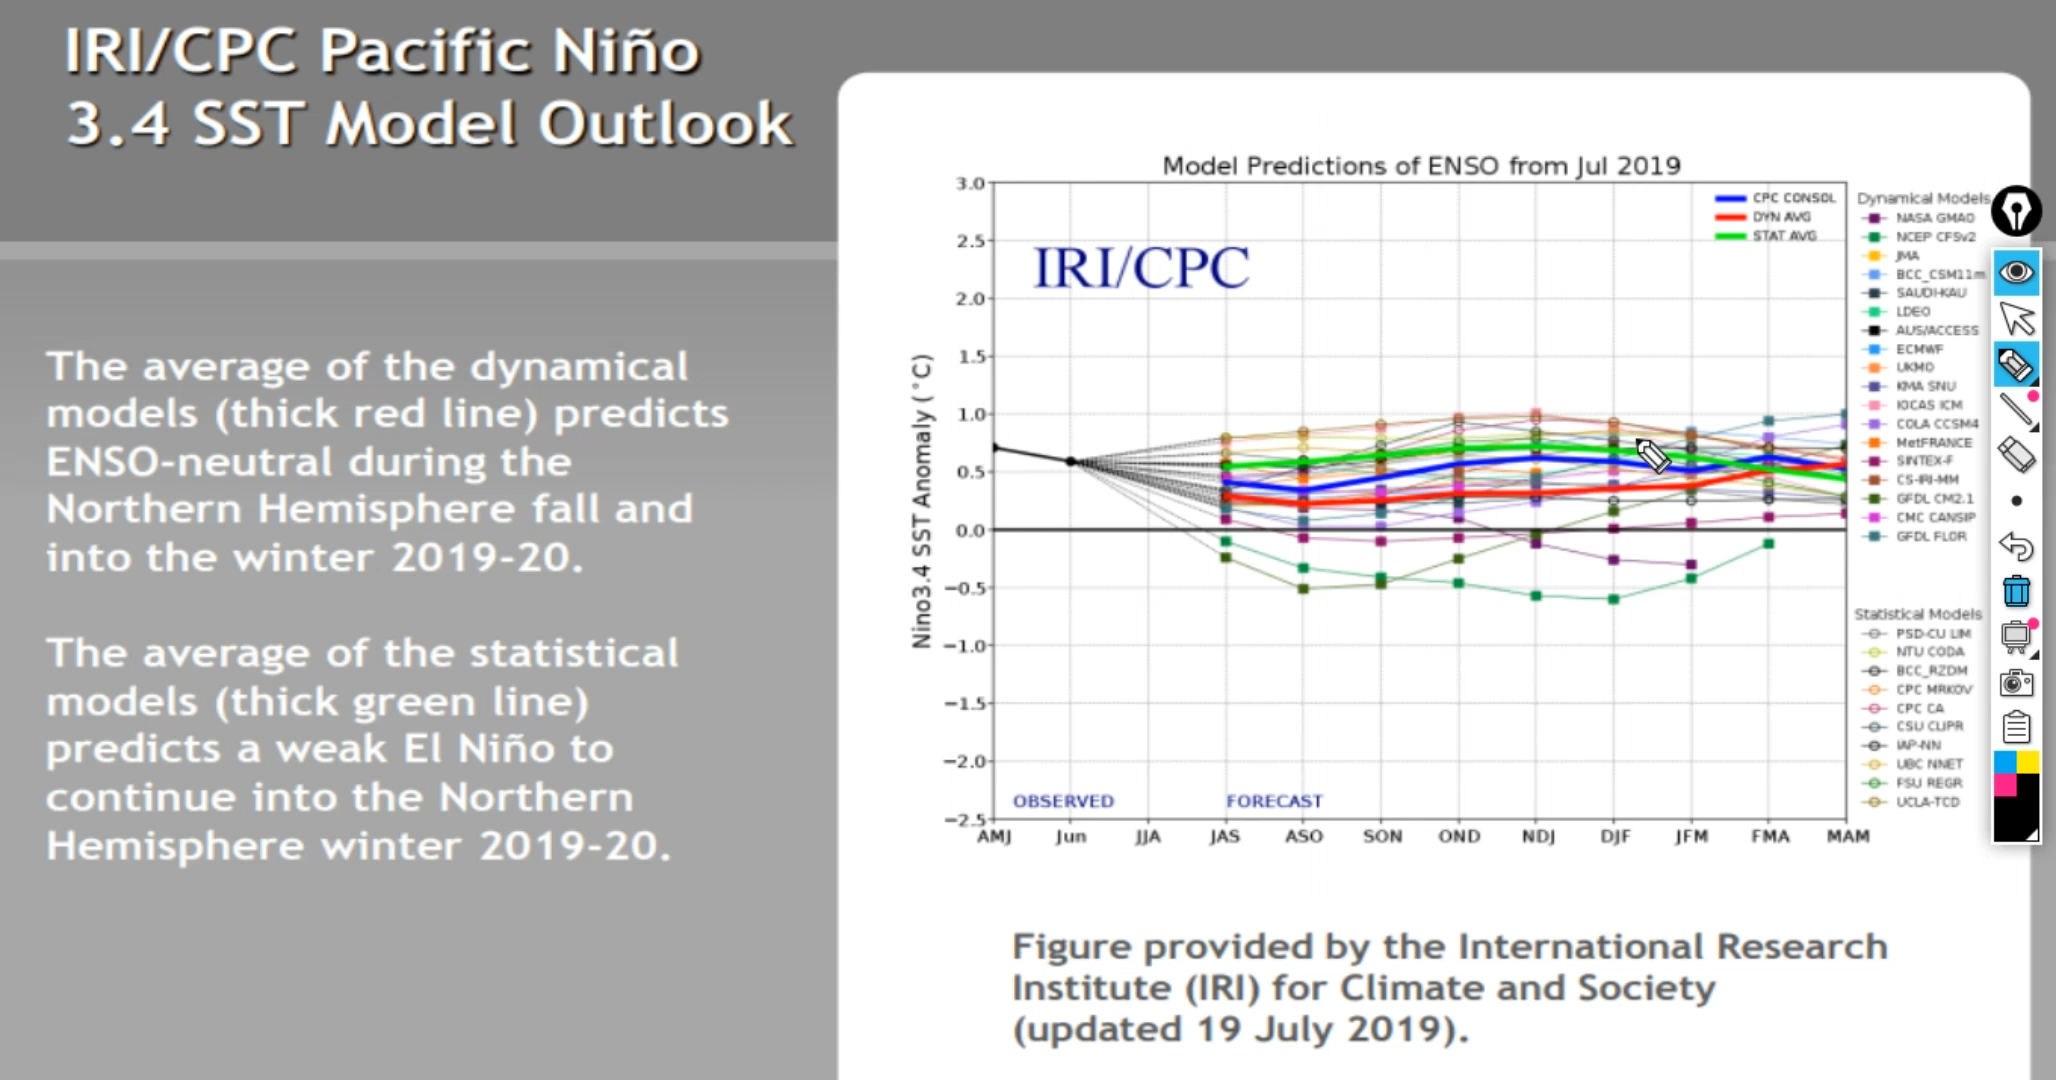 IRI/CPC Pacific Niño
3.4 SST Model Outlook
The average of the dynamical
models (thick red line) predicts
ENSO-neutral during the
Northern Hemisphere fall and
into the winter 2019-20.
The average of the statistical
models (thick green line)
predicts a weak El Niño to
continue into the Northern
Hemisphere winter 2019-20.
Model Predictions of ENSO from Jul 2019
IRI/CPC
CPC CONSOL
DYN AVG
STAT AVG
Nino3.4 SST Anomaly (°C)
3.0
2.5
2.0
1.5
1.0
0.5
0.0
−0.5
−1.0
−1.5
−2.0
−2.5
OBSERVED
FORECAST
AMJ Jun JJA JAS ASO SON OND NDJ DJF JFM FMA MAM
Dynamical Models
NASA GMAO
NCEP CFSv2
JMA
BCC_CSM11m
SAUDI-KAU
LDEO
AUS/ACCESS
ECMWF
UKMO
KMA SNU
IOCAS ICM
COLA CCSM4
MetFRANCE
SINTEX-F
CS-IRI-MM
GFDL CM2.1
CMC CANSIP
GFDL FLOR
Statistical Models
PSD-CU LIM
NTU CODA
BCC_RZDM
CPC MRKOV
CPC CA
CSU CLIPR
IAP-NN
UBC NNET
FSU REGR
UCLA-TCD
Figure provided by the International Research
Institute (IRI) for Climate and Society
(updated 19 July 2019).